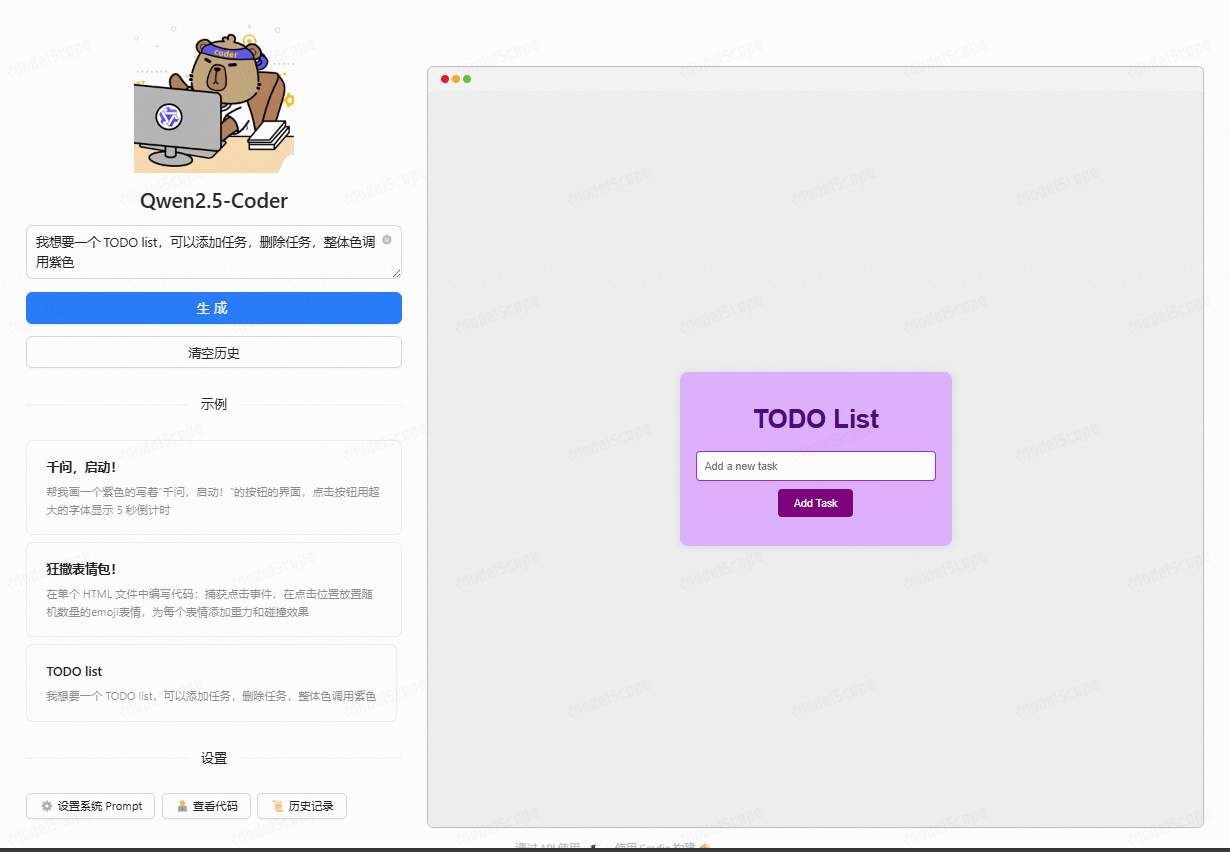 coder
Qwen2.5-Coder
我想要一个 TODO list，可以添加任务，删除任务，整体色调
用紫色
生 成
清空历史
示例
千问，启动！
帮我画一个紫色的写着“千问，启动！”的按钮的界面，点击按钮用超
大的字体显示 5 秒倒计时
狂撒表情包！
在单个 HTML 文件中编写代码：捕获点击事件，在点击位置放置随
机数量的emoji表情，为每个表情添加重力和碰撞效果
TODO list
我想要一个 TODO list，可以添加任务，删除任务，整体色调用紫色
设置
设置系统 Prompt
查看代码
历史记录
TODO List
Add a new task
Add Task
通过 API 使用
使用 Gradio 构建
ModelScope